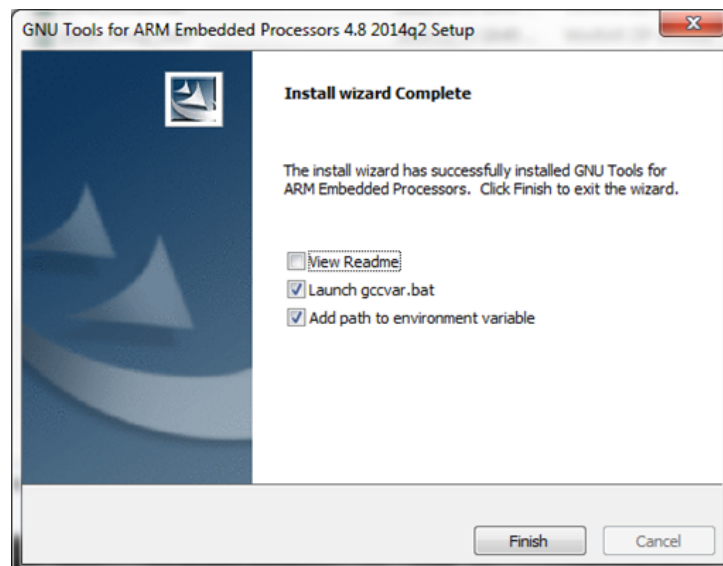 GNU Tools for ARM Embedded Processors 4.8 2014q2 Setup
Install wizard Complete
The install wizard has successfully installed GNU Tools for
ARM Embedded Processors. Click Finish to exit the wizard.
View Readme
Launch gccvar.bat
Add path to environment variable
Finish
Cancel